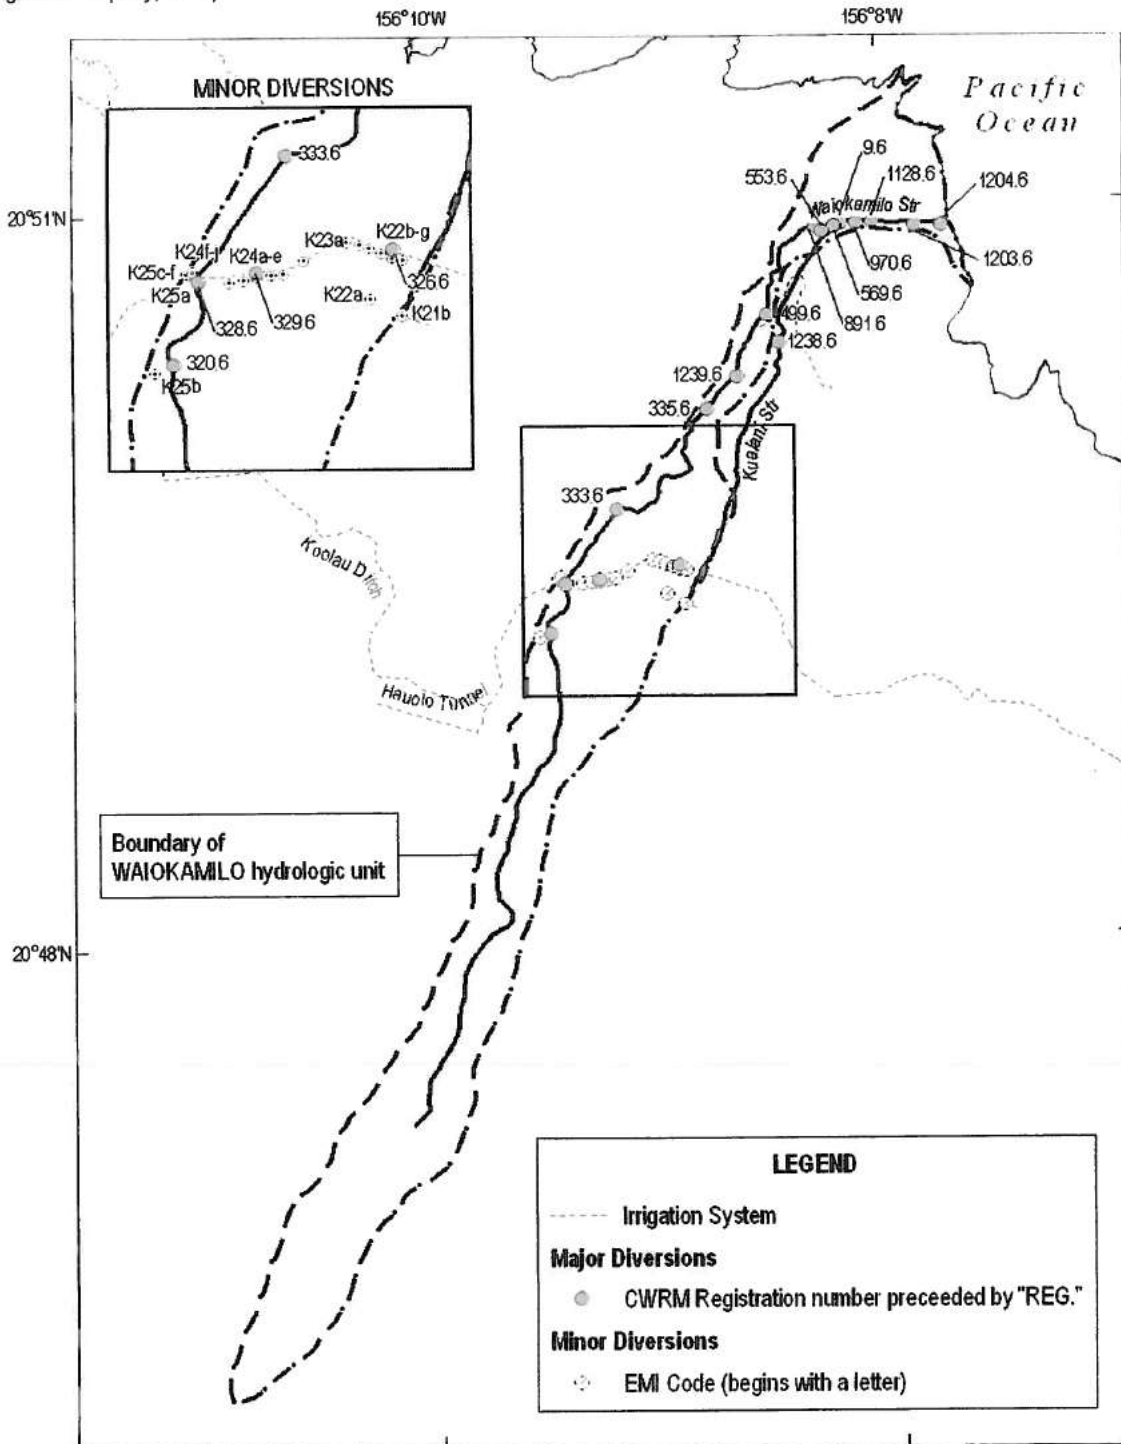 156°10'W
156°8'W
MINOR DIVERSIONS
Pacific
Ocean
333.6
9.6
553.6
1128.6
1204.6
20°51'N
Waiokamilo Str
K23a
K22b-g
K24f-j
K24a-e
K25c-f
K25a
326.6
K22a
K21b
328.6
329.6
970.6
1203.6
569.6
499.6
891.6
1238.6
320.6
K25b
1239.6
335.6
Kualani Str
333.6
Koolau Ditch
Hauolo Tunnel
Boundary of
WAIOKAMILO hydrologic unit
20°48'N
LEGEND
Irrigation System
Major Diversions
CWRM Registration number preceeded by "REG."
Minor Diversions
EMI Code (begins with a letter)